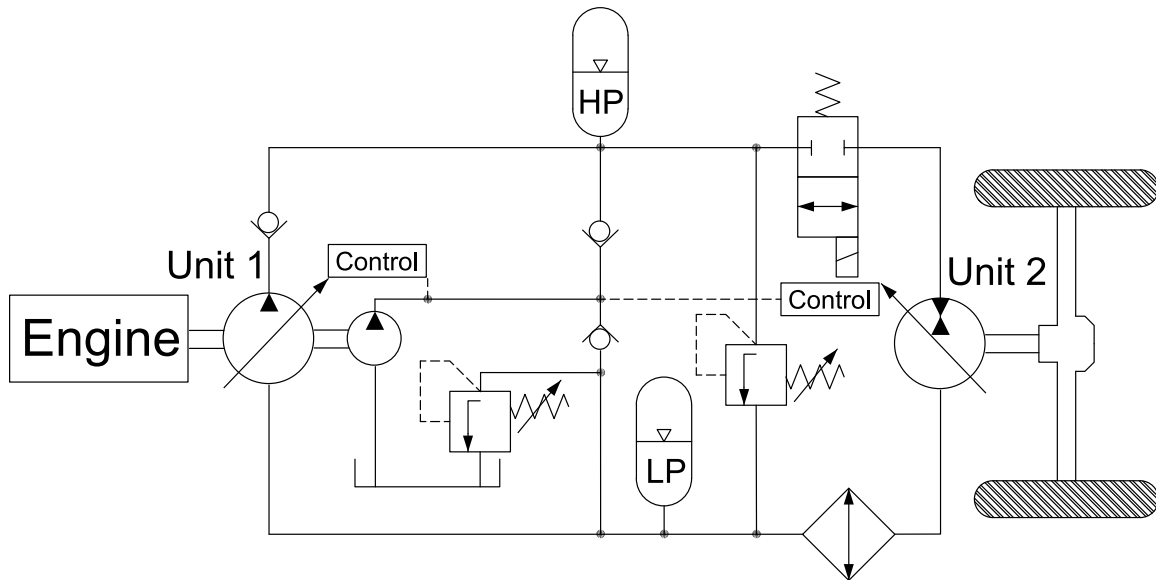 HP
Unit 1
Control
Unit 2
Control
Engine
LP